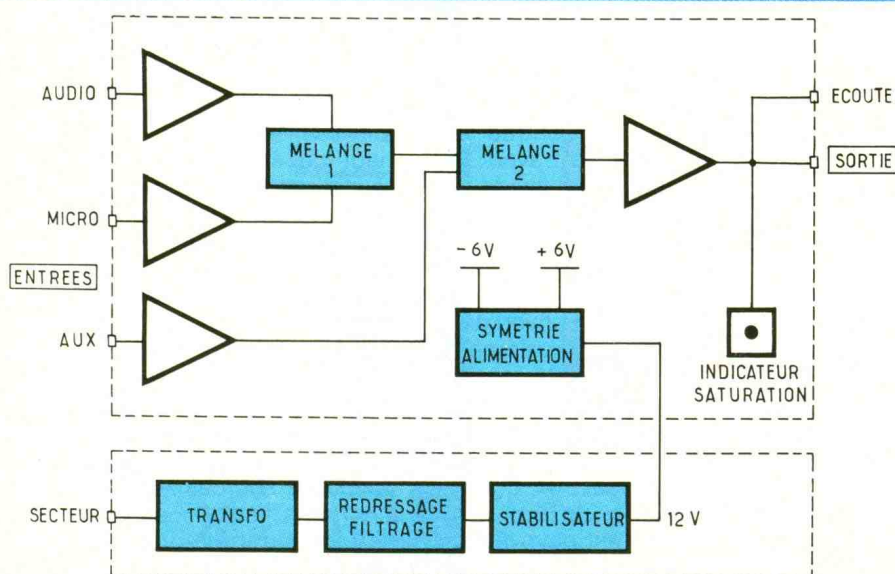 AUDIO
MELANGE
1
MELANGE
2
ECOUTE
SORTIE
MICRO
ENTREES
AUX
- 6V
+ 6V
SYMETRIE
ALIMENTATION
INDICATEUR
SATURATION
SECTEUR
TRANSFO
REDRESSAGE
FILTRAGE
STABILISATEUR
12 V